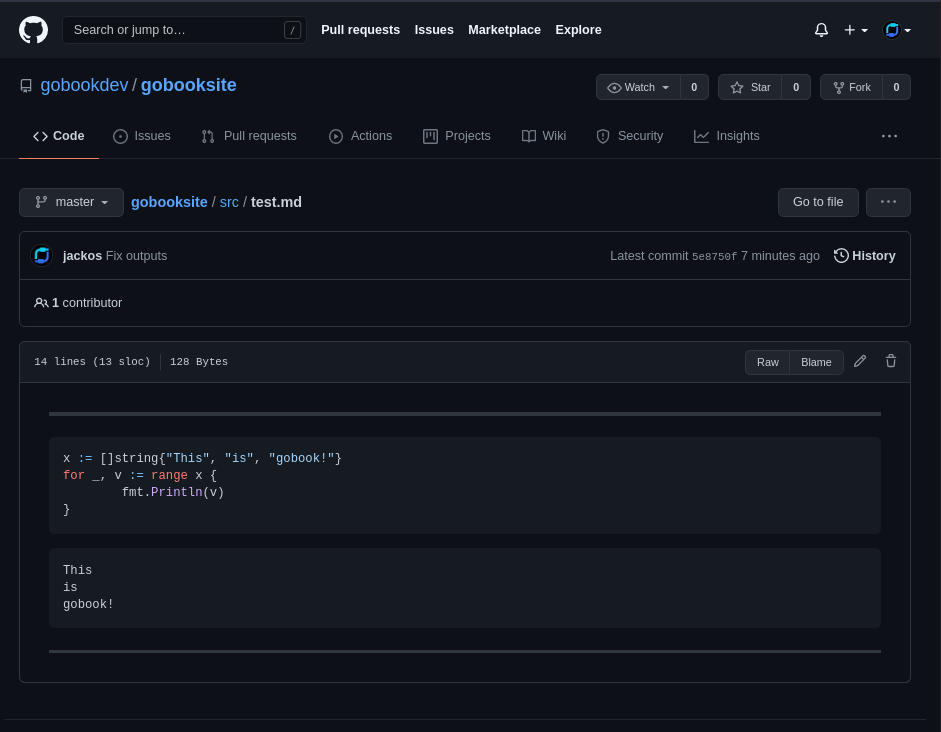 Search or jump to… /
Pull requests Issues Marketplace Explore
gobookdev / gobooksite
Watch 0 Star 0 Fork 0
Code Issues Pull requests Actions Projects Wiki Security Insights
master gobooksite / src / test.md Go to file
jackos Fix outputs Latest commit 5e8750f 7 minutes ago History
1 contributor
14 lines (13 sloc) 128 Bytes Raw Blame
x := []string{"This", "is", "gobook!"}
for _, v := range x {
        fmt.Println(v)
}
This
is
gobook!